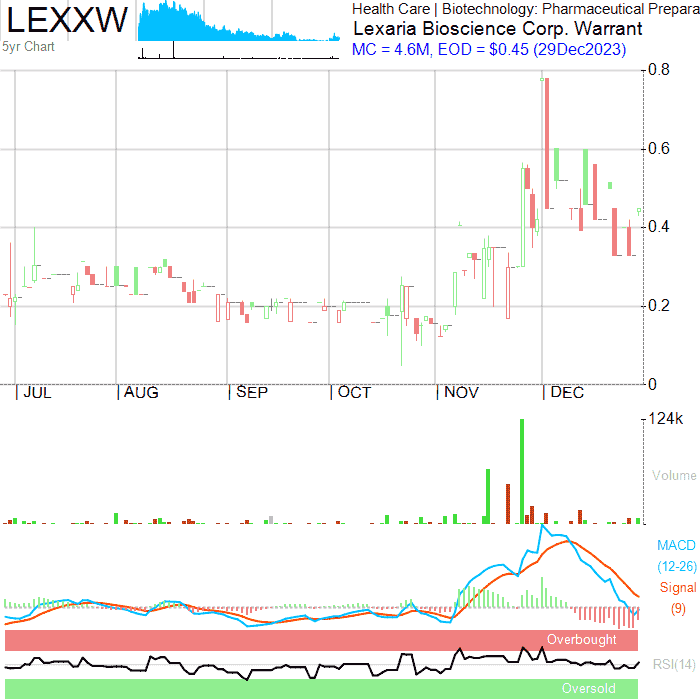 LEXXW
5yr Chart
Health Care | Biotechnology: Pharmaceutical Prepara
Lexaria Bioscience Corp. Warrant
MC = 4.6M, EOD = $0.45 (29Dec2023)
0.8
0.6
0.4
0.2
0
JUL AUG SEP OCT NOV DEC
124k
Volume
MACD
(12-26)
Signal
(9)
Overbought
RSI(14)
Oversold